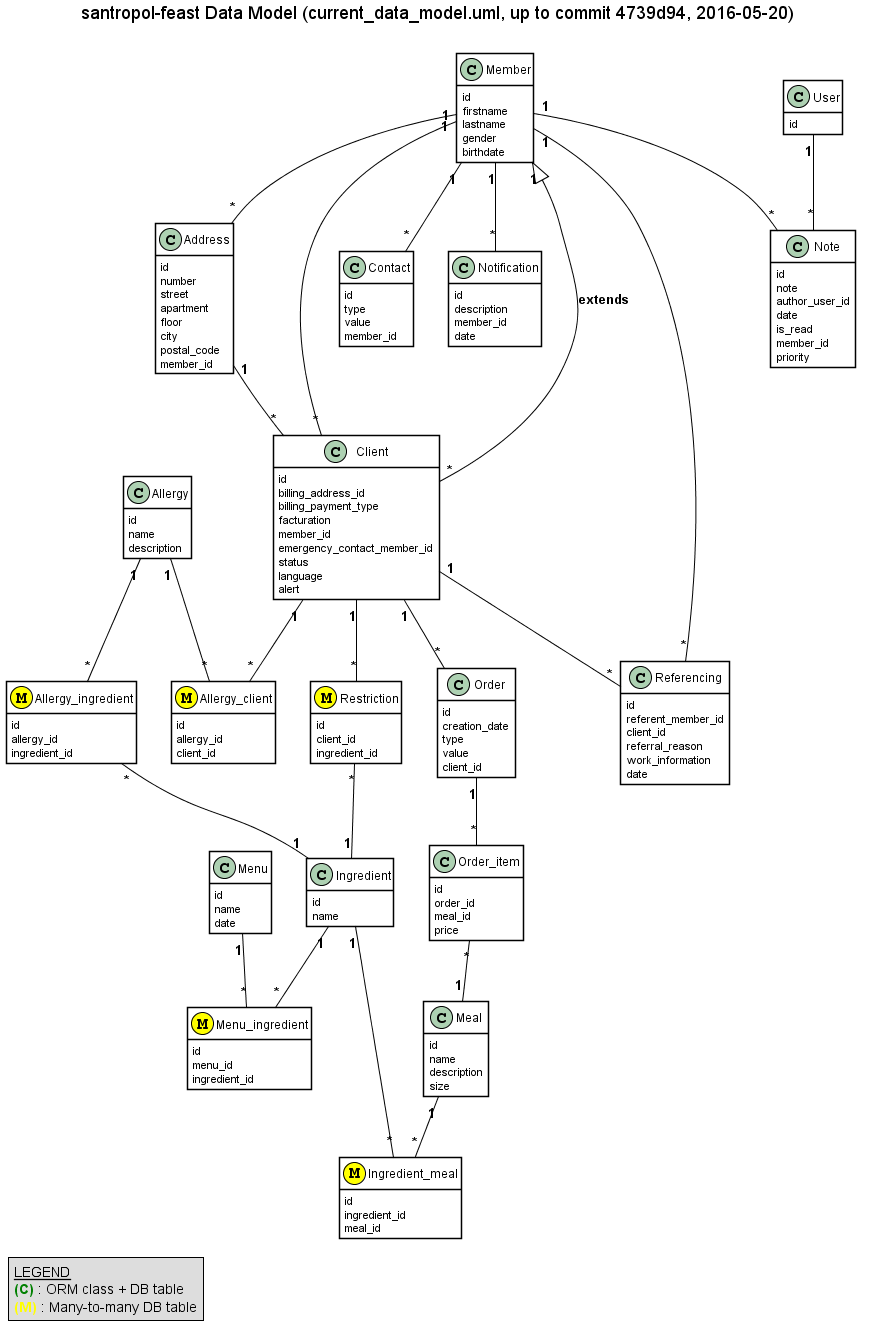 santropol-feast Data Model (current_data_model.uml, up to commit 4739d94, 2016-05-20)
C Member
id
firstname
lastname
gender
birthdate
C User
id
1
1
1
1
1
1
1
1
1
*
*
*
*
*
C Address
id
number
street
apartment
floor
city
postal_code
member_id
C Contact
id
type
value
member_id
C Notification
id
description
member_id
date
extends
C Note
id
note
author_user_id
date
is_read
member_id
priority
1
*
*
*
C Client
id
billing_address_id
billing_payment_type
facturation
member_id
emergency_contact_member_id
status
language
alert
C Allergy
id
name
description
1
1
1
1
1
1
*
*
*
*
*
*
*
M Allergy_ingredient
id
allergy_id
ingredient_id
M Allergy_client
id
allergy_id
client_id
M Restriction
id
client_id
ingredient_id
C Order
id
creation_date
type
value
client_id
C Referencing
id
referent_member_id
client_id
referral_reason
work_information
date
*
*
1
*
1
1
C Menu
id
name
date
C Ingredient
id
name
C Order_item
id
order_id
meal_id
price
1
1
1
*
*
*
1
M Menu_ingredient
id
menu_id
ingredient_id
C Meal
id
name
description
size
1
*
*
M Ingredient_meal
id
ingredient_id
meal_id
LEGEND
(C) : ORM class + DB table
(M) : Many-to-many DB table